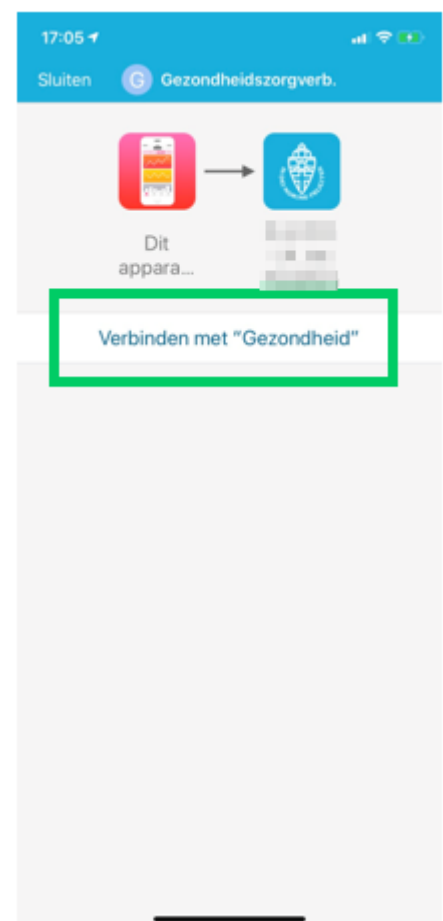 17:05
Sluiten
G
Gezondheidszorgverb.
Dit
appara...
Verbinden met "Gezondheid"